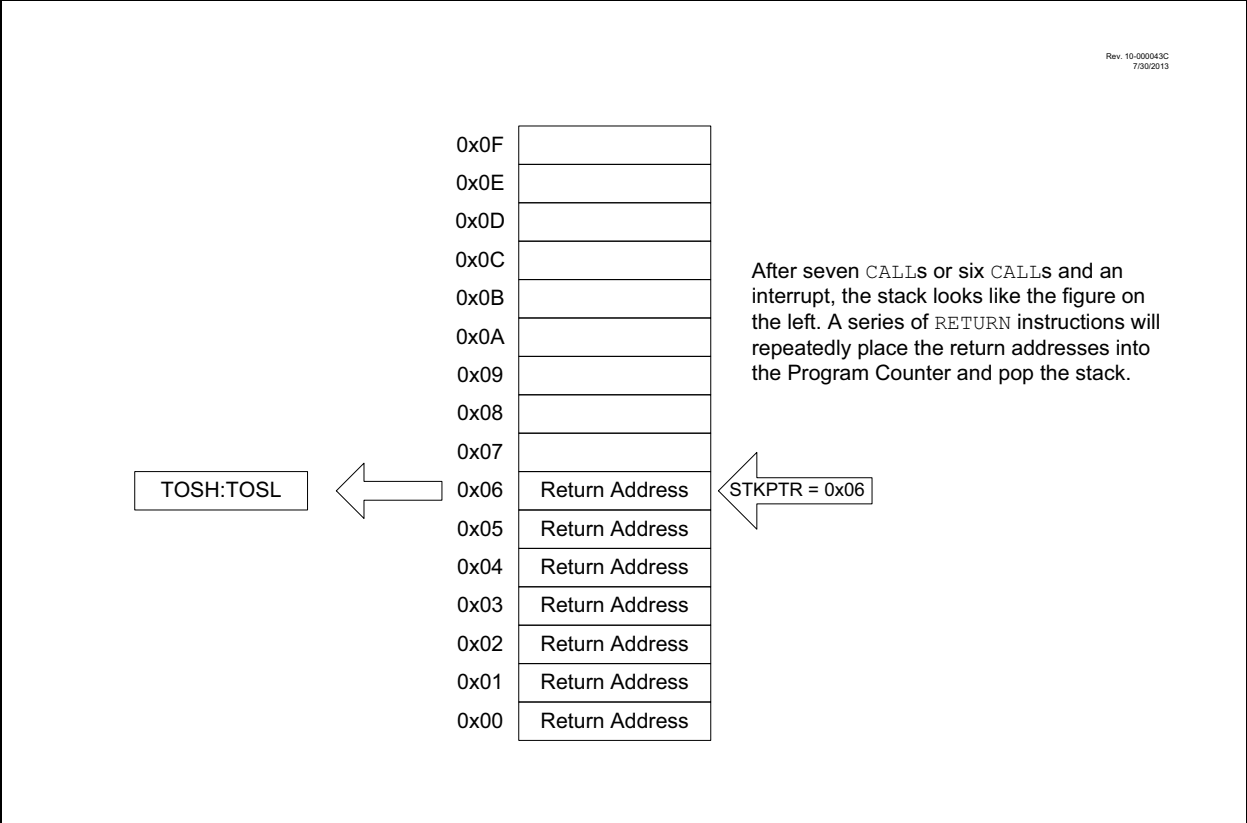 Rev. 10-000043C
7/30/2013
0x0F
0x0E
0x0D
0x0C
0x0B
0x0A
0x09
0x08
0x07
After seven CALLs or six CALLs and an
interrupt, the stack looks like the figure on
the left. A series of RETURN instructions will
repeatedly place the return addresses into
the Program Counter and pop the stack.
TOSH:TOSL
0x06 Return Address STKPTR = 0x06
0x05 Return Address
0x04 Return Address
0x03 Return Address
0x02 Return Address
0x01 Return Address
0x00 Return Address